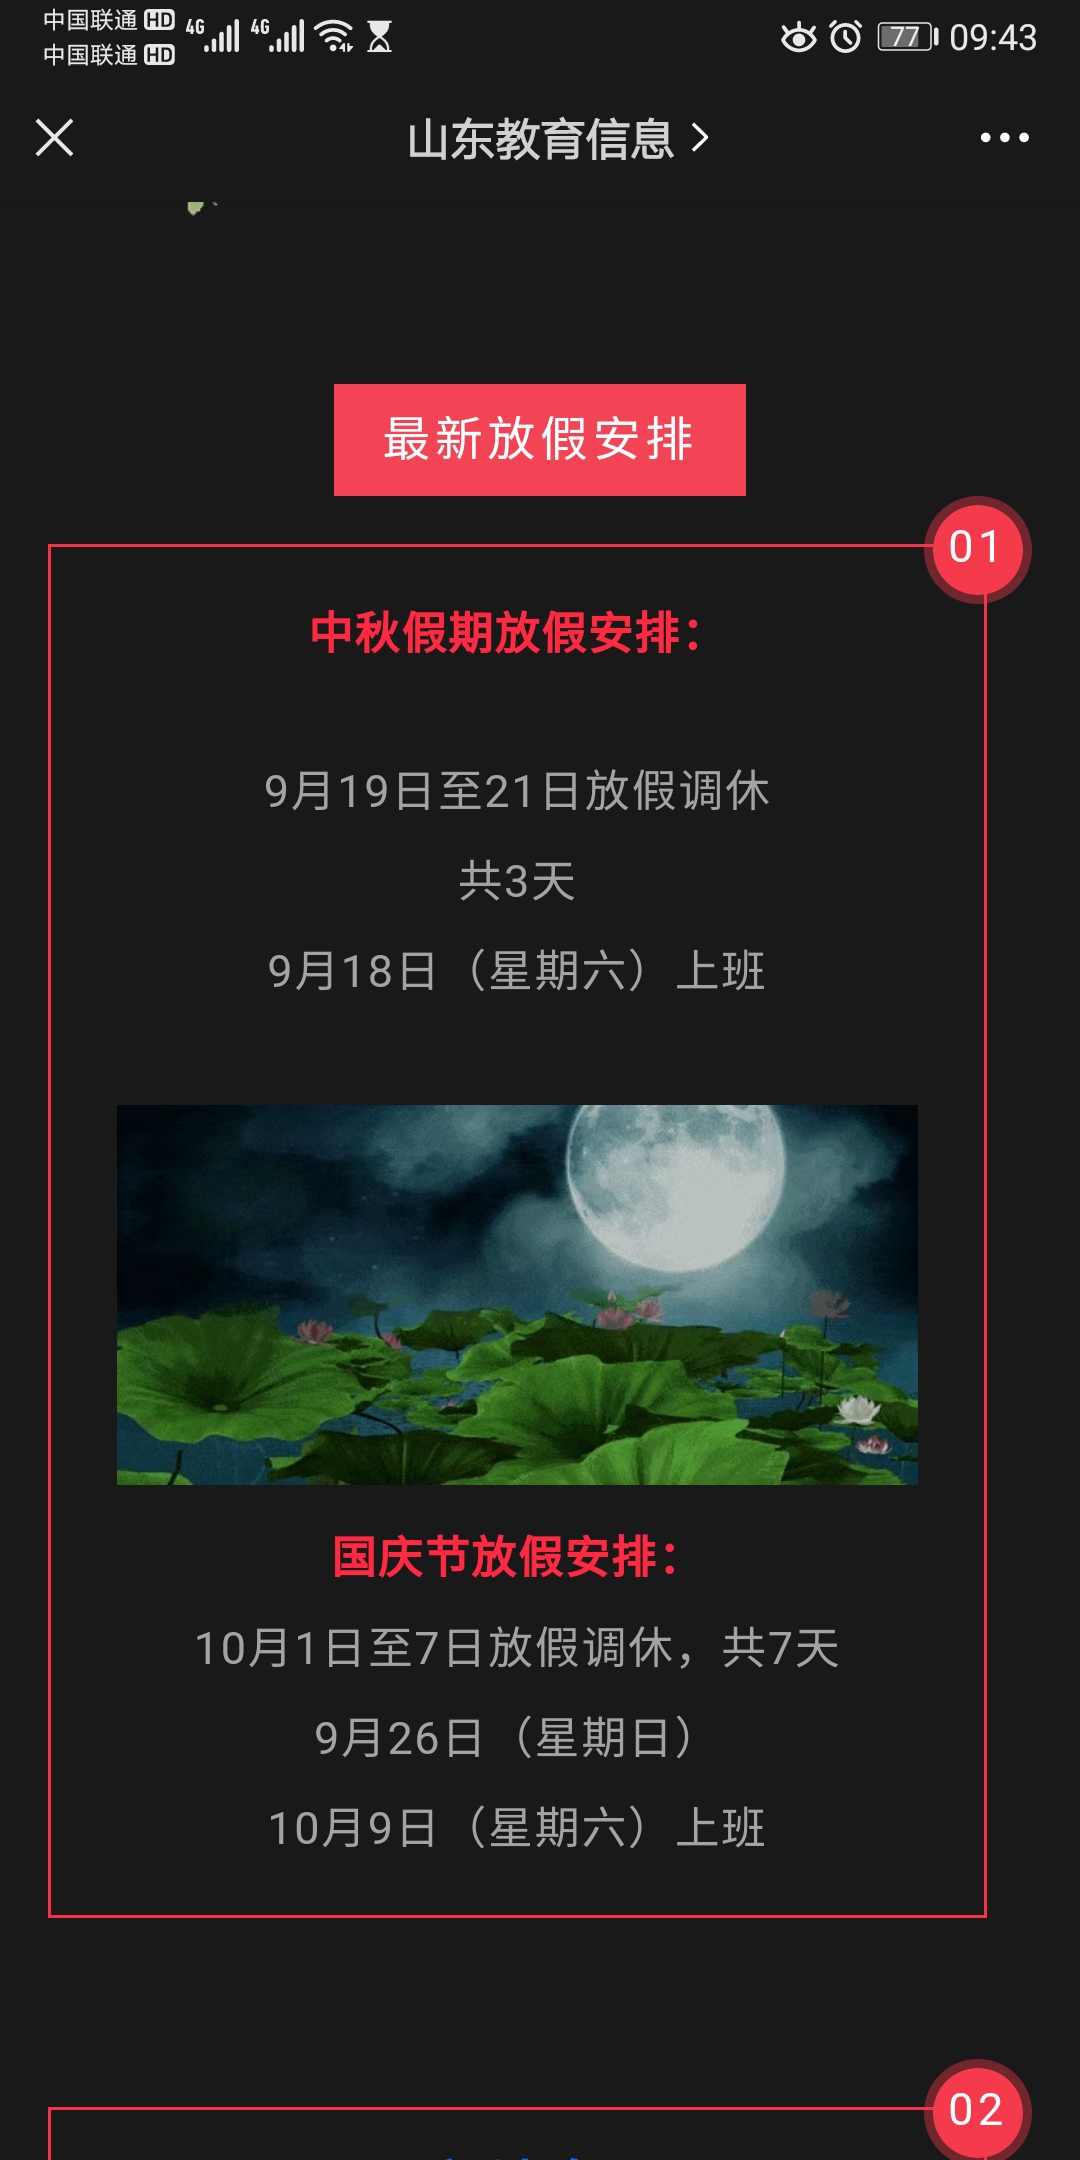 中国联通 HD 4G 4G 77 09:43
中国联通 HD
山东教育信息
最新放假安排
01
中秋假期放假安排：
9月19日至21日放假调休
共3天
9月18日（星期六）上班
国庆节放假安排：
10月1日至7日放假调休，共7天
9月26日（星期日）
10月9日（星期六）上班
02